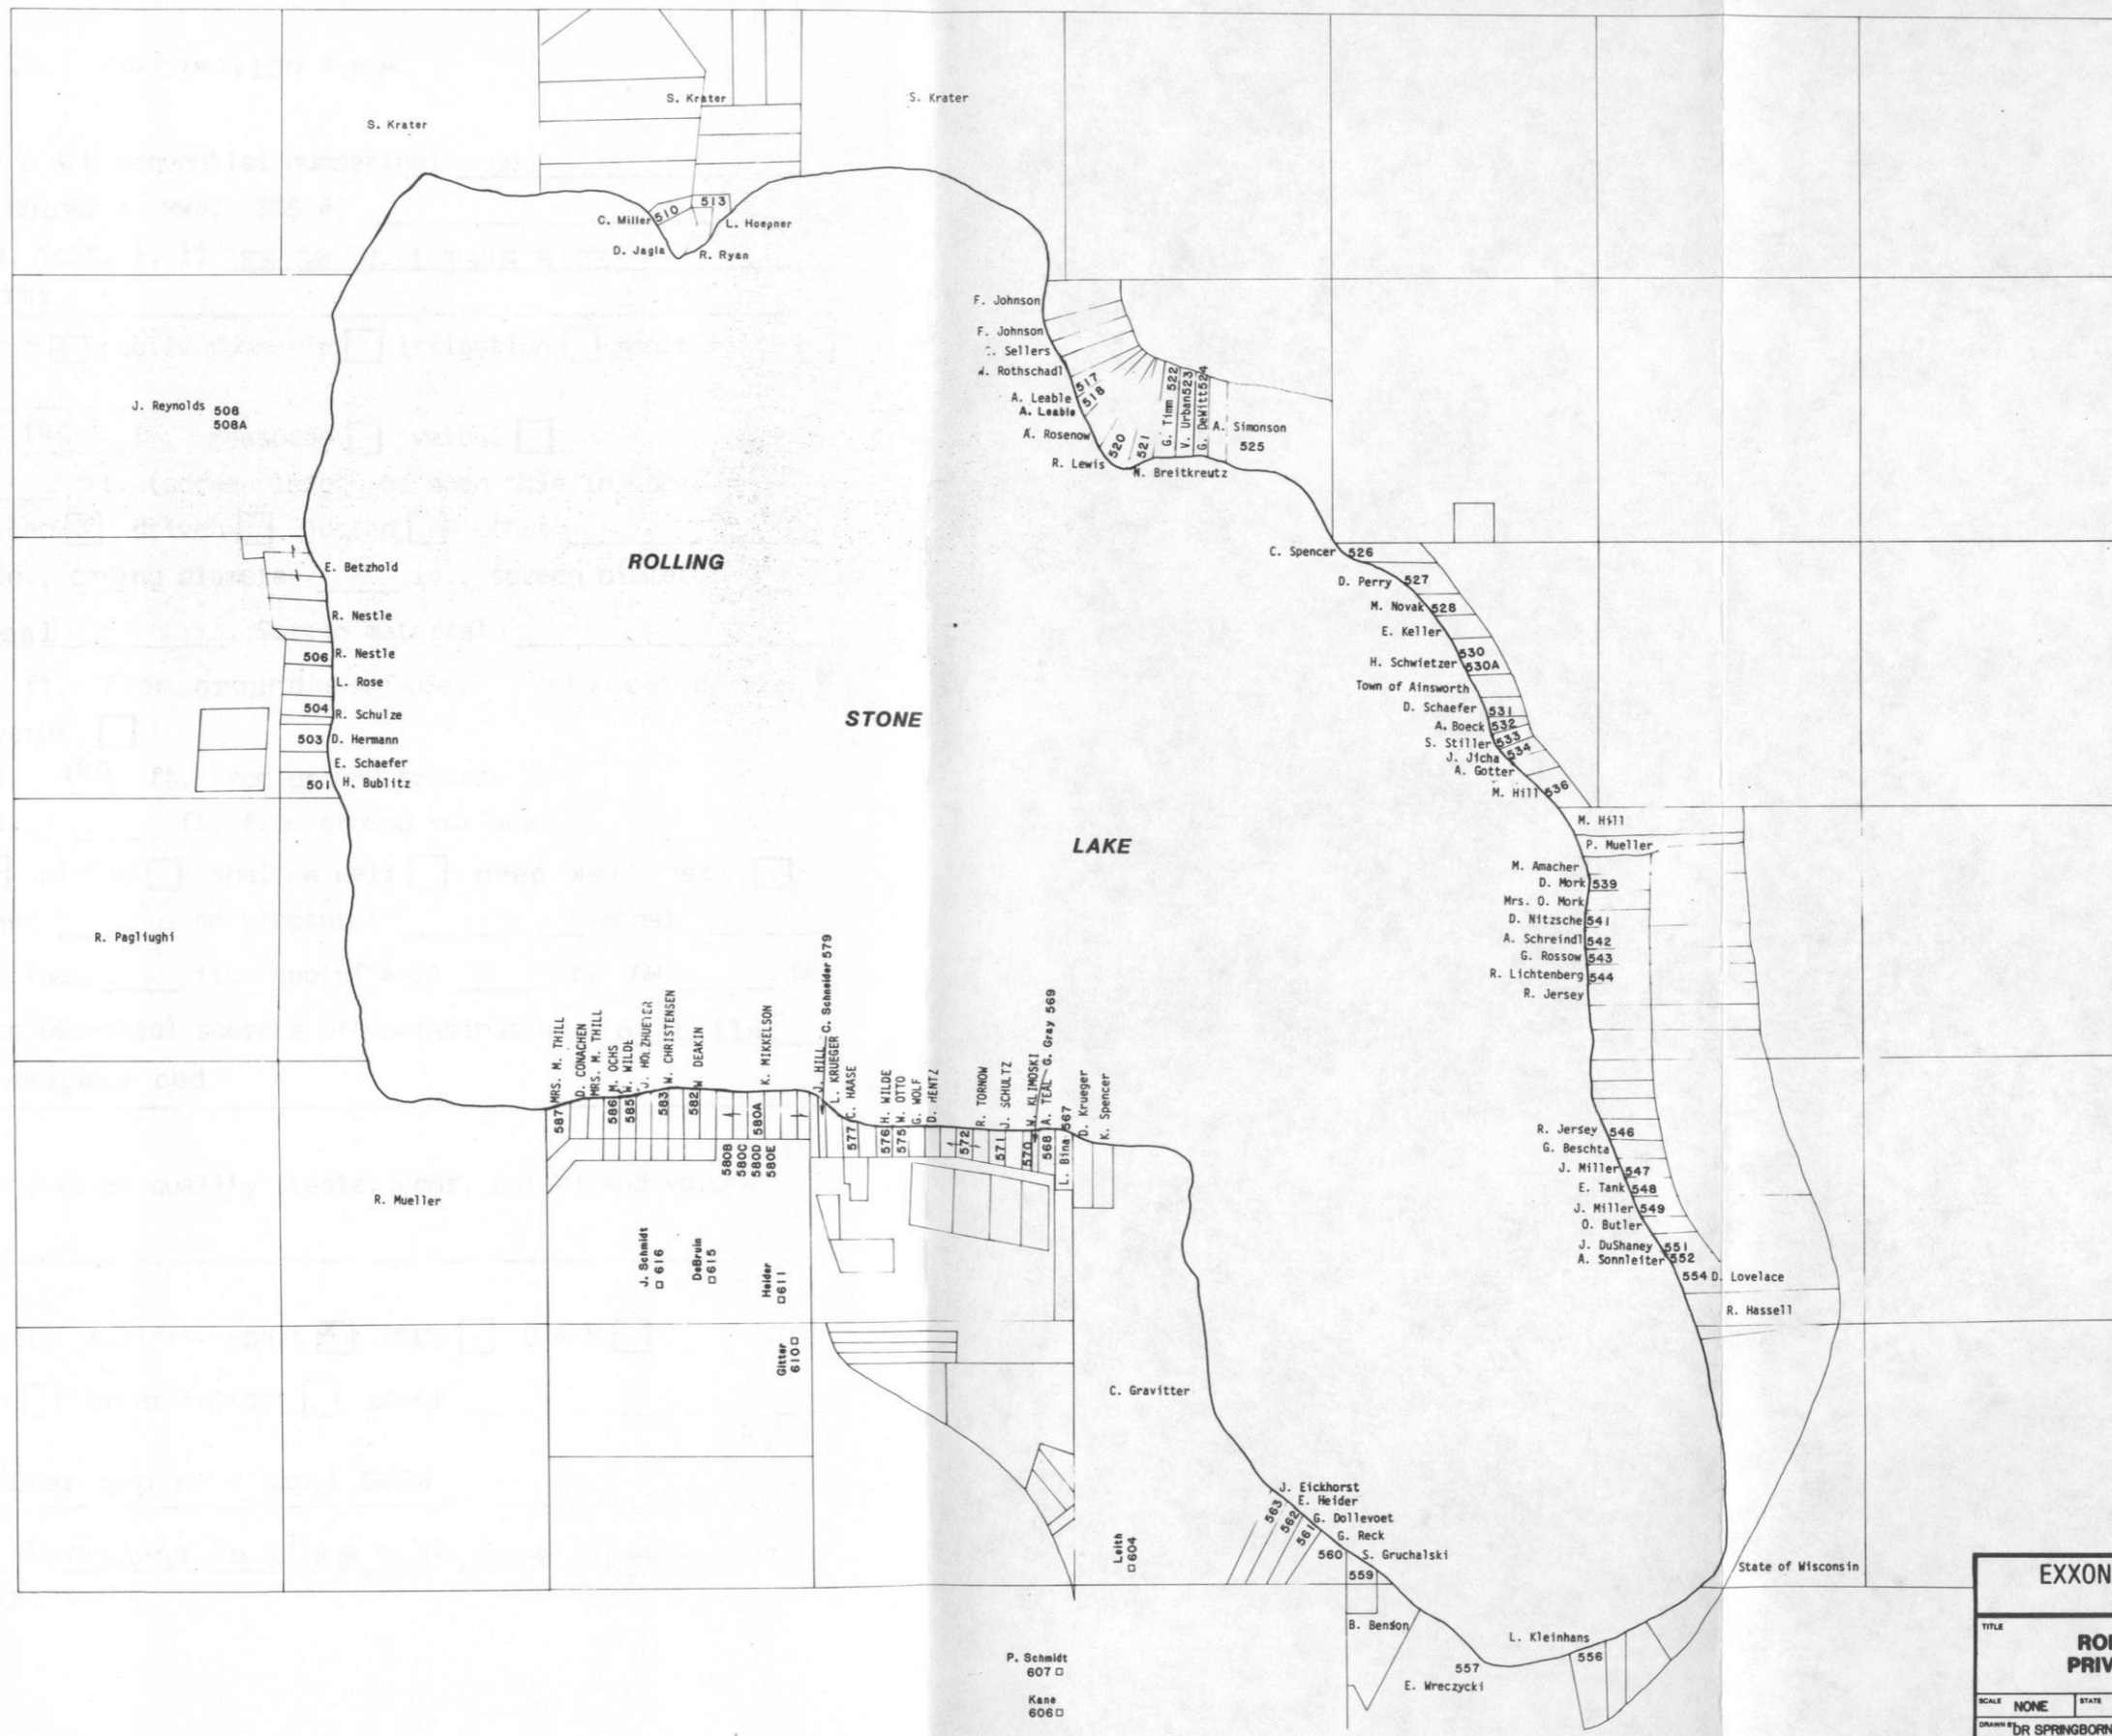 S. Krater
S. Krater
S. Krater
C. Miller 510
513
L. Hoepner
D. Jagla
R. Ryan
F. Johnson
F. Johnson
Sellers
Rothschadl
517
A. Leable
518
A. Leable
A. Rosenow
520
521
R. Lewis
G. Timm 522
V. Urban 523
G. DeWitt 524
A. Simonson
525
Breitkreutz
J. Reynolds 508
508A
ROLLING
STONE
LAKE
E. Betzhold
R. Nestle
506 R. Nestle
L. Rose
504 R. Schulze
503 D. Hermann
E. Schaefer
501 H. Bublitz
C. Spencer 526
D. Perry 527
M. Novak 528
E. Keller
530
H. Schwietzer 530A
Town of Ainsworth
D. Schaefer 531
A. Boeck 532
S. Stiller 533
J. Jicha 534
A. Gotter
M. Hill 536
M. Hill
P. Mueller
M. Amacher
D. Mork 539
Mrs. O. Mork
D. Nitzsche 541
A. Schreindl 542
G. Rossow 543
R. Lichtenberg 544
R. Jersey
R. Pagliughi
587 MRS. M. THILL
D. CONACHEN
MRS. M. THILL
586 M. OCHS
585 W. WILDE
J. HOLZHUETER
583 W. CHRISTENSEN
582 W. DEAKIN
580A K. MIKKELSON
580B
580C
580D
580E
J. HILL
C. Schneider 579
L. KRUEGER
577 C. HAASE
576 H. WILDE
575 W. OTTO
G. WOLF
D. HENTZ
572 R. TORNOW
571 J. SCHULTZ
570 W. KLIMOSKI
G. Gray 569
568 A. TEAL
L. Bina 567
D. Krueger
K. Spencer
R. Jersey 546
G. Beschta
J. Miller 547
E. Tank 548
J. Miller 549
O. Butler
J. DuShaney 551
A. Sonnleiter 552
554 D. Lovelace
R. Hassell
R. Mueller
J. Schmidt
616
DeBruin
615
Heider
611
Gitter
610
C. Gravitter
Leith
604
J. Eickhorst
563
E. Heider
562
G. Dollevoet
561
G. Reck
560 S. Gruchalski
559
B. Benson
State of Wisconsin
L. Kleinhans
556
557
E. Wreczycki
P. Schmidt
607
Kane
606
EXXON
TITLE
ROL
PRIV
SCALE NONE
STATE
DRAWN BY DR SPRINGBORN